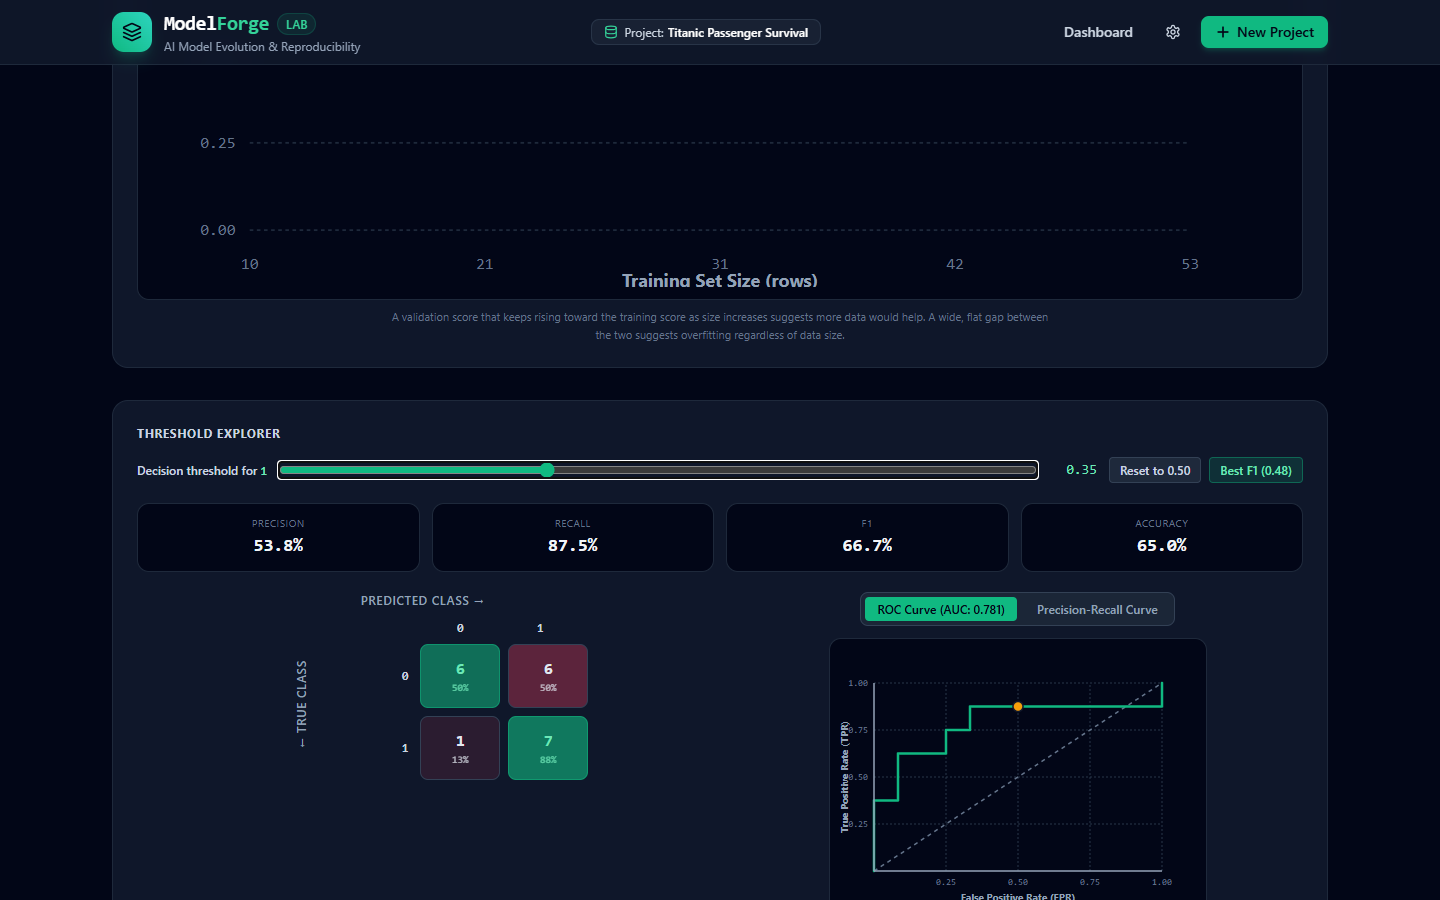 ModelForge LAB
AI Model Evolution & Reproducibility
Project: Titanic Passenger Survival
Dashboard
New Project
0.25
0.00
10 21 31 42 53
Training Set Size (rows)
A validation score that keeps rising toward the training score as size increases suggests more data would help. A wide, flat gap between
the two suggests overfitting regardless of data size.
THRESHOLD EXPLORER
Decision threshold for 1
0.35
Reset to 0.50
Best F1 (0.48)
PRECISION
53.8%
RECALL
87.5%
F1
66.7%
ACCURACY
65.0%
PREDICTED CLASS →
0 1
← TRUE CLASS
0
6
50%
6
50%
1
1
13%
7
88%
ROC Curve (AUC: 0.781)
Precision-Recall Curve
True Positive Rate (TPR)
1.00
0.75
0.50
0.25
0.25 0.50 0.75 1.00
False Positive Rate (FPR)